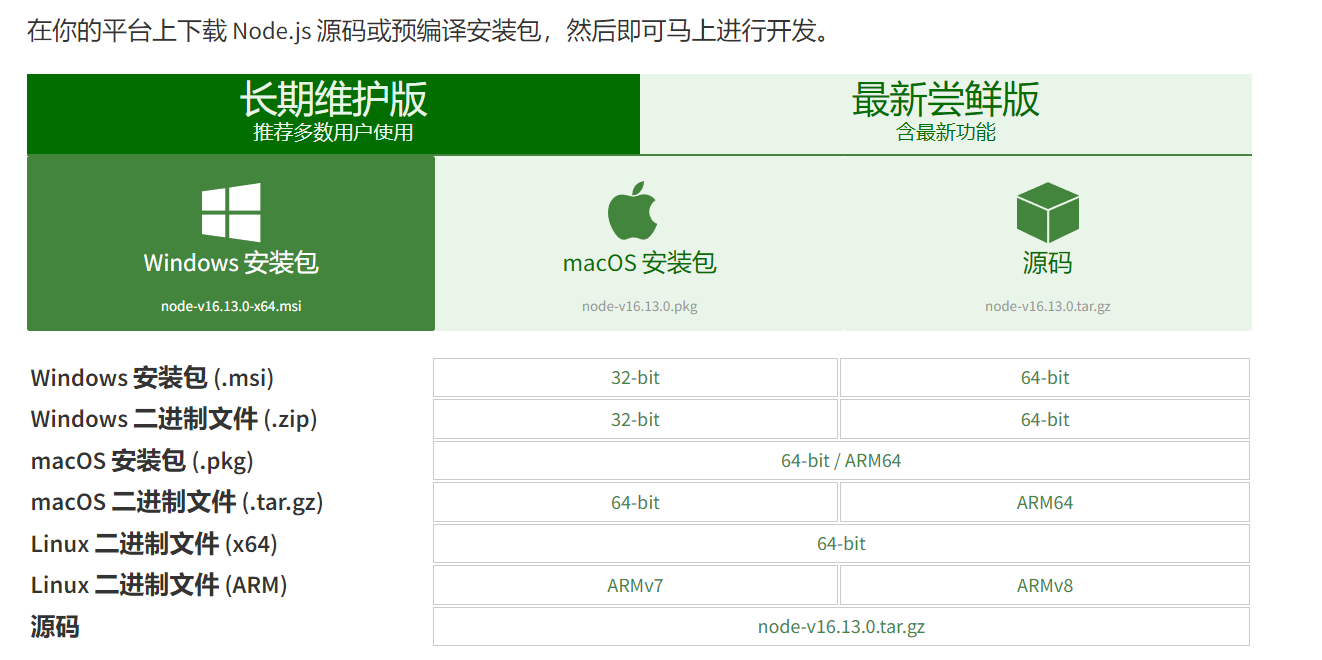 在你的平台上下载 Node.js 源码或预编译安装包，然后即可马上进行开发。
长期维护版
推荐多数用户使用
最新尝鲜版
含最新功能
Windows 安装包
node-v16.13.0-x64.msi
macOS 安装包
node-v16.13.0.pkg
源码
node-v16.13.0.tar.gz
Windows 安装包 (.msi) 32-bit 64-bit
Windows 二进制文件 (.zip) 32-bit 64-bit
macOS 安装包 (.pkg) 64-bit / ARM64
macOS 二进制文件 (.tar.gz) 64-bit ARM64
Linux 二进制文件 (x64) 64-bit
Linux 二进制文件 (ARM) ARMv7 ARMv8
源码 node-v16.13.0.tar.gz